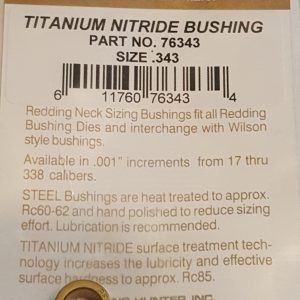 TITANIUM NITRIDE BUSHING
PART NO. 76343
SIZE .343
6 11760 76343 4
Redding Neck Sizing Bushings fit all Redding
Bushing Dies and interchange with Wilson
style bushings.
Available in .001" increments from 17 thru
338 calibers.
STEEL Bushings are heat treated to approx.
Rc60-62 and hand polished to reduce sizing
effort. Lubrication is recommended.
TITANIUM NITRIDE surface treatment tech-
nology increases the lubricity and effective
surface hardness to approx. Rc85.
HUNTER, INC.